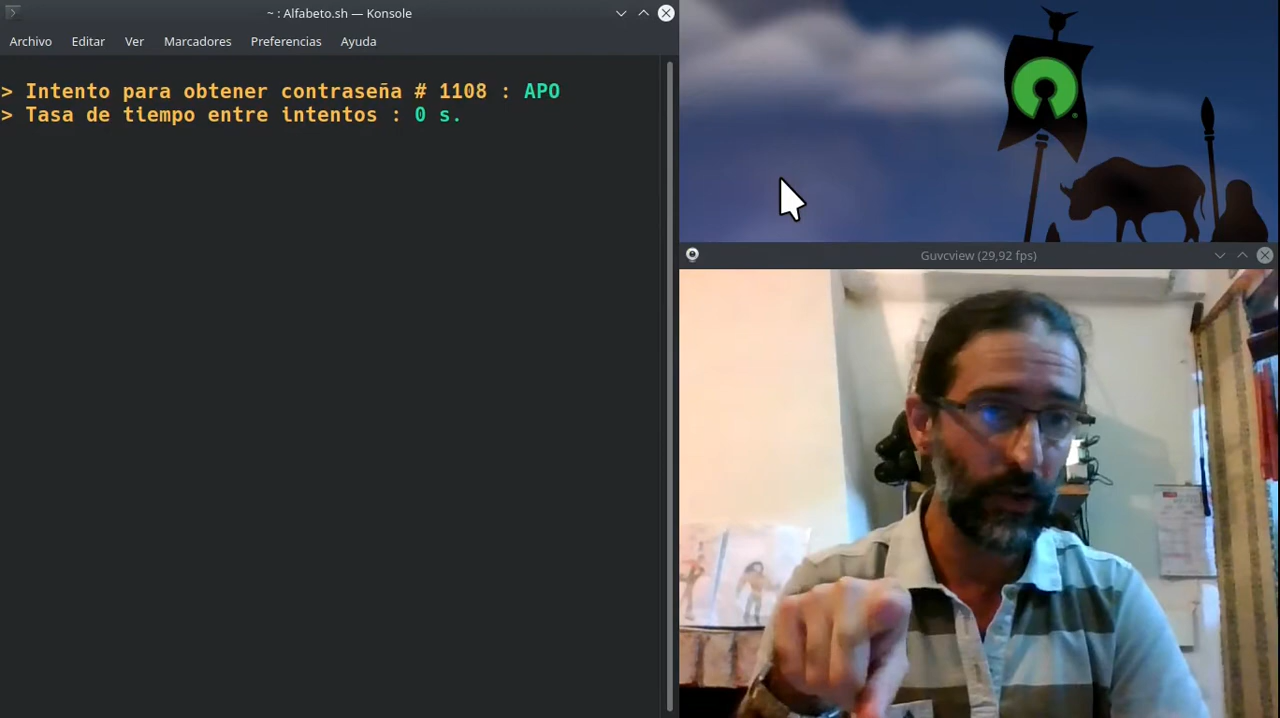 ~ : Alfabeto.sh — Konsole
Archivo Editar Ver Marcadores Preferencias Ayuda
> Intento para obtener contraseña # 1108 : APO
> Tasa de tiempo entre intentos : 0 s.
Guvcview (29,92 fps)